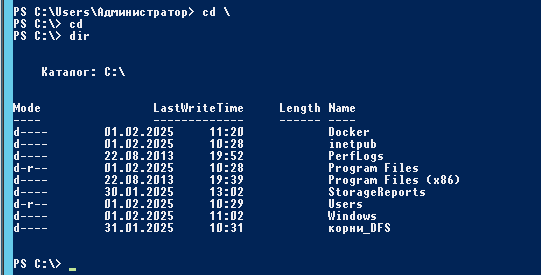 PS C:\Users\Администратор> cd \
PS C:\> cd
PS C:\> dir
Каталог: C:\
Mode LastWriteTime Length Name
---- ------------- ------ ----
d---- 01.02.2025 11:20 Docker
d---- 01.02.2025 10:28 inetpub
d---- 22.08.2013 19:52 PerfLogs
d-r-- 01.02.2025 10:28 Program Files
d---- 22.08.2013 19:39 Program Files (x86)
d---- 30.01.2025 13:02 StorageReports
d-r-- 01.02.2025 10:29 Users
d---- 01.02.2025 11:02 Windows
d---- 31.01.2025 10:31 корни_DFS
PS C:\> _